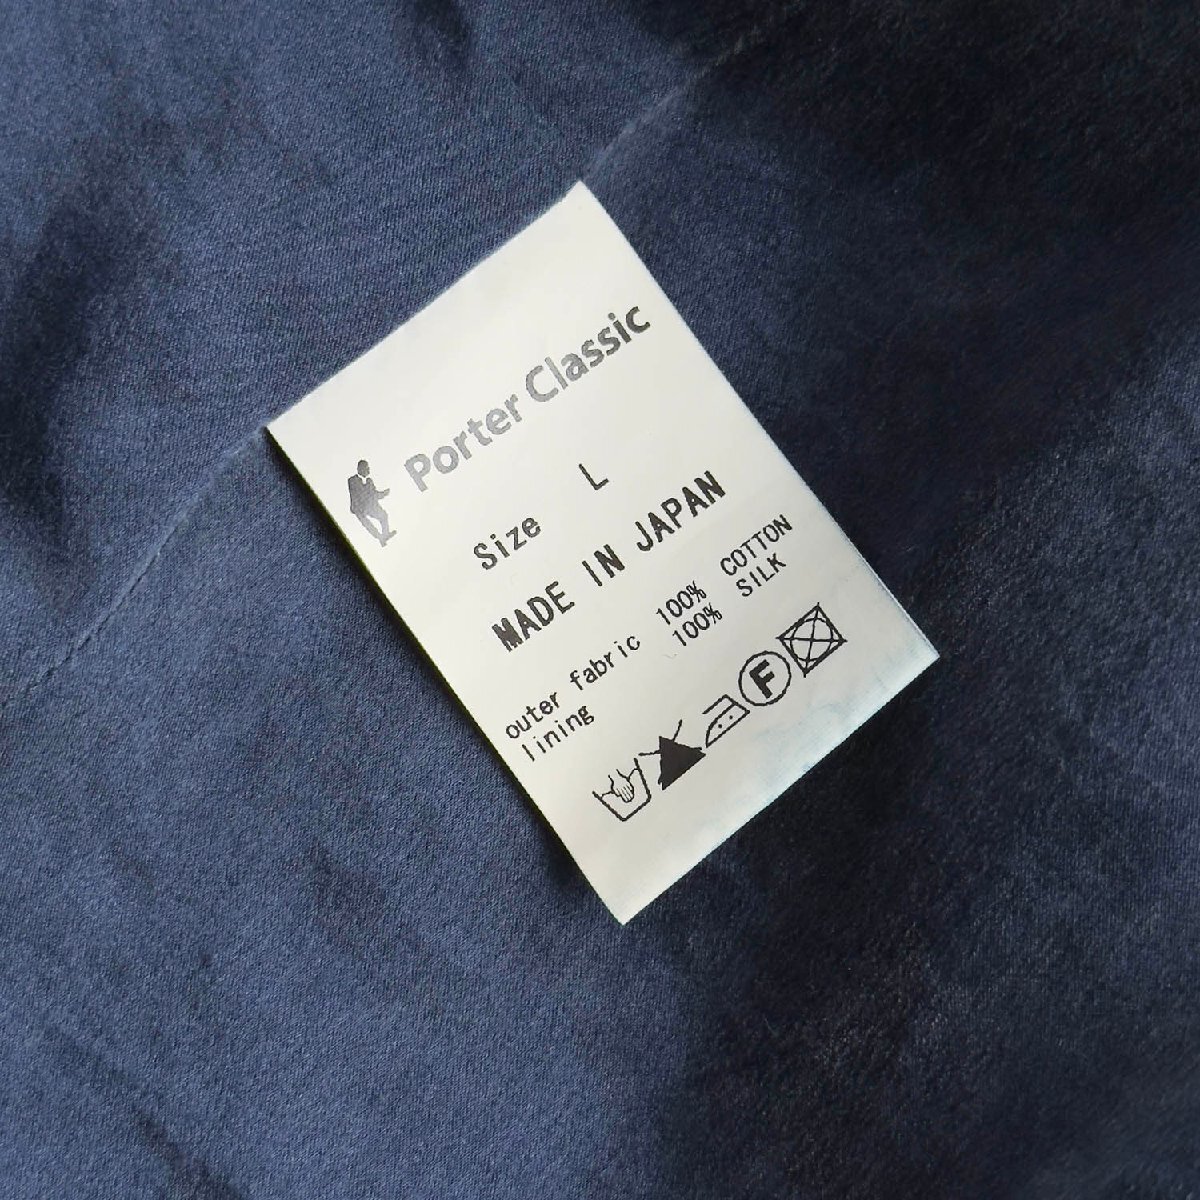 Porter Classic
Size L
MADE IN JAPAN
outer fabric 100% COTTON
lining 100% SILK
F